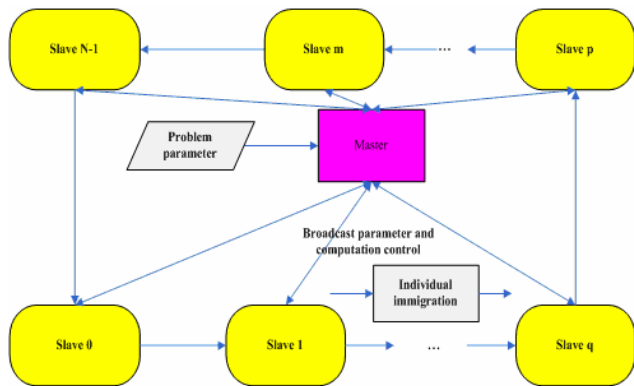 Slave N-1
Slave m
...
Slave p
Problem
parameter
Master
Broadcast parameter and
computation control
Individual
immigration
Slave 0
Slave 1
...
Slave q